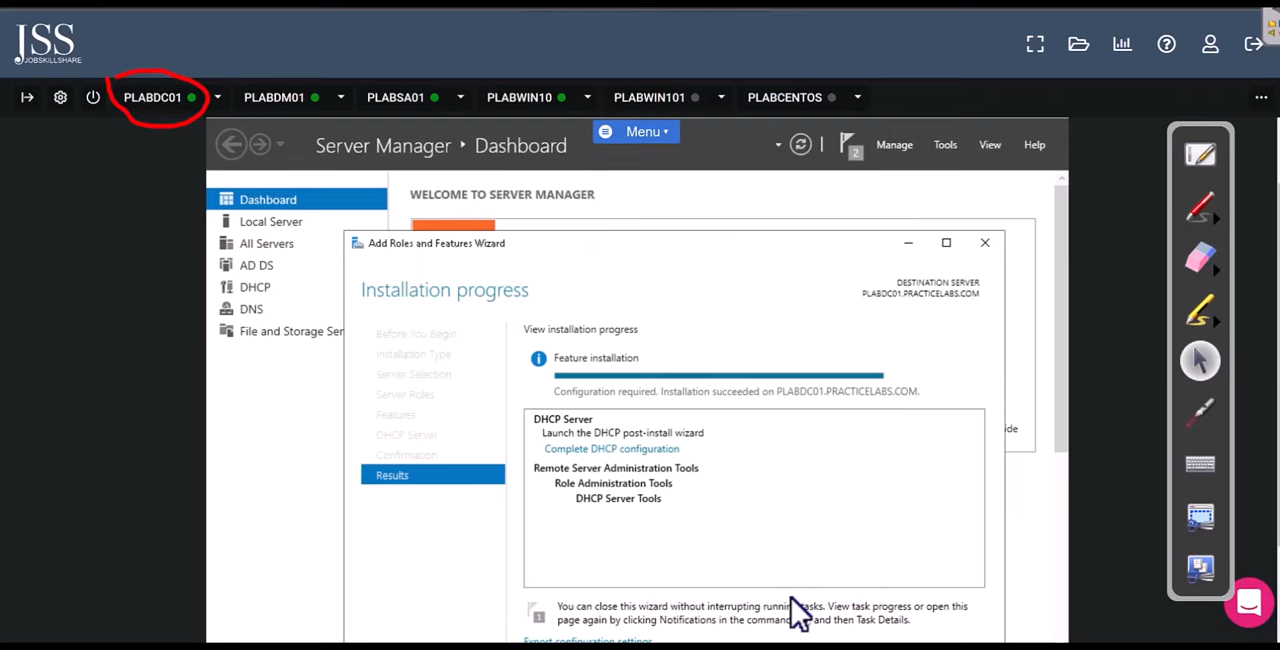 JSS
JOBSKILLSHARE
PLABDC01 PLABDM01 PLABSA01 PLABWIN10 PLABWIN101 PLABCENTOS
Menu
Server Manager Dashboard
2 Manage Tools View Help
Dashboard
Local Server
All Servers
AD DS
DHCP
DNS
File and Storage Ser
WELCOME TO SERVER MANAGER
Add Roles and Features Wizard
Installation progress
DESTINATION SERVER
PLABDC01.PRACTICELABS.COM
Before You Begin
Installation Type
Server Selection
Server Roles
Features
DHCP Server
Confirmation
Results
View installation progress
Feature installation
Configuration required. Installation succeeded on PLABDC01.PRACTICELABS.COM.
DHCP Server
Launch the DHCP post-install wizard
Complete DHCP configuration
Remote Server Administration Tools
Role Administration Tools
DHCP Server Tools
ide
1
You can close this wizard without interrupting running tasks. View task progress or open this
page again by clicking Notifications in the command and then Task Details.
Export configuration settings